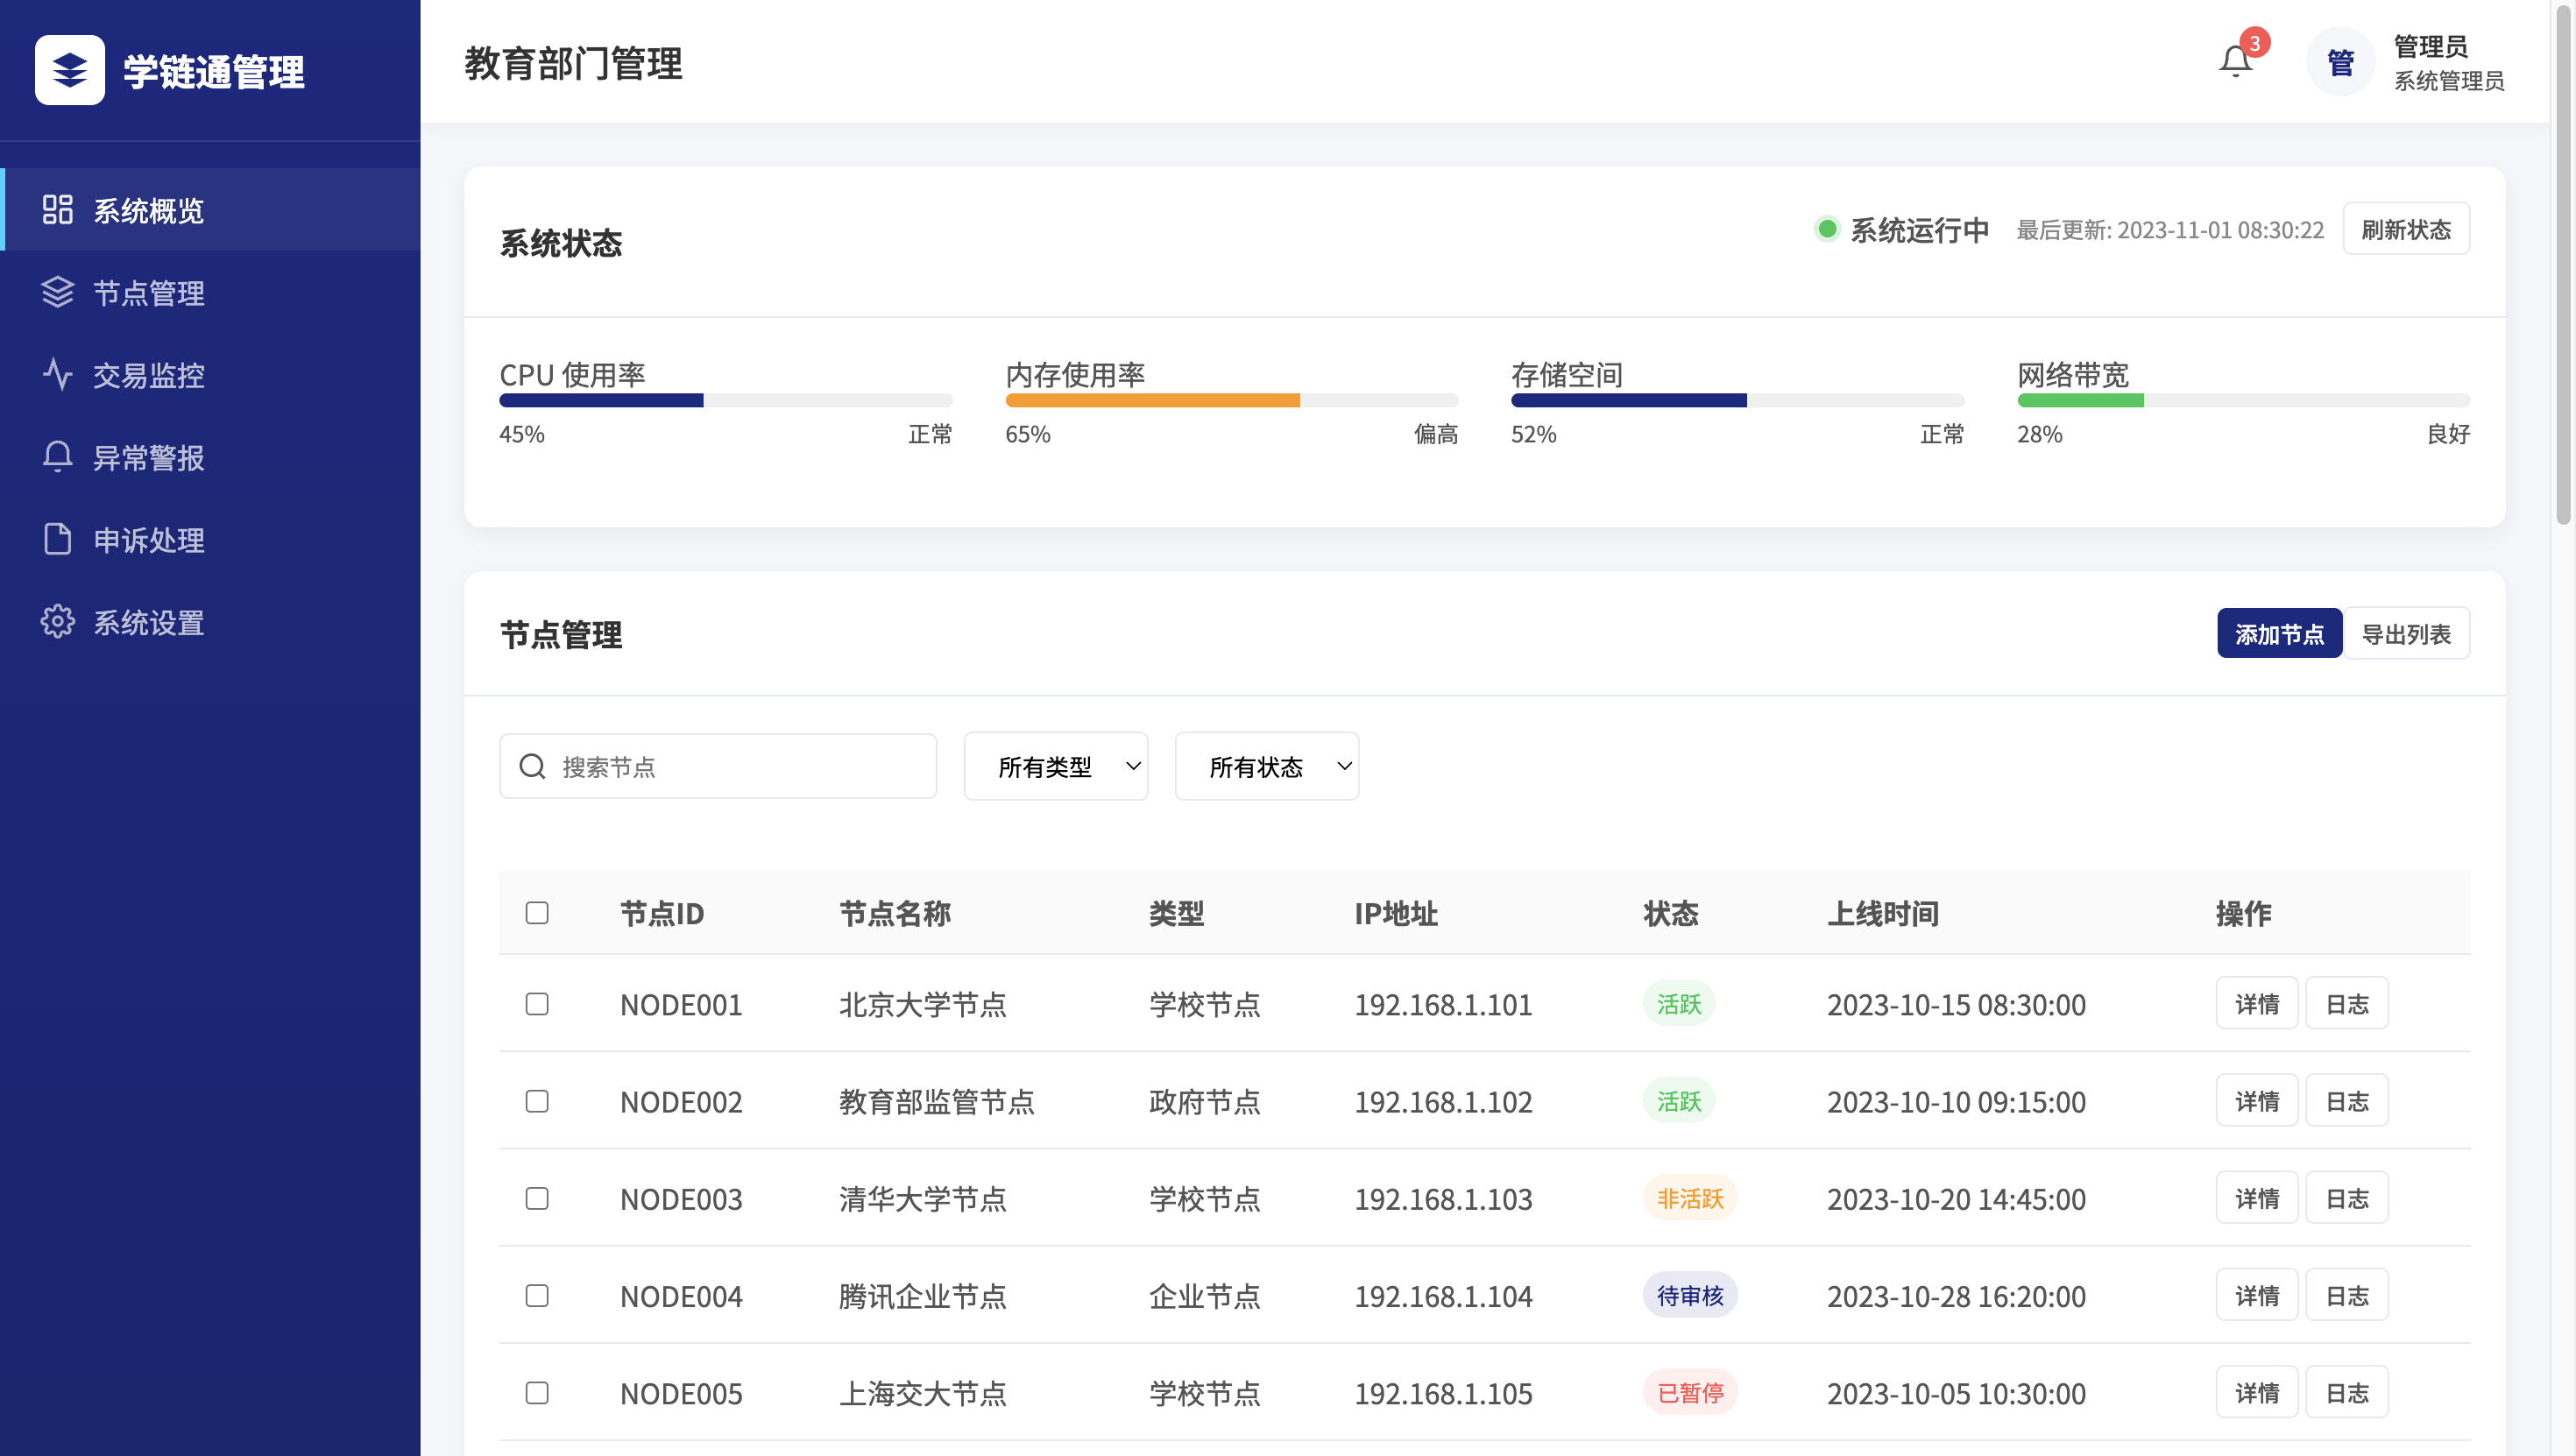 学链通管理
系统概览
节点管理
交易监控
异常警报
申诉处理
系统设置
教育部门管理
3
管
管理员
系统管理员
系统状态
系统运行中 最后更新: 2023-11-01 08:30:22 刷新状态
CPU 使用率 内存使用率 存储空间 网络带宽
45% 正常 65% 偏高 52% 正常 28% 良好
节点管理 添加节点 导出列表
搜索节点 所有类型 所有状态
节点ID 节点名称 类型 IP地址 状态 上线时间 操作
NODE001 北京大学节点 学校节点 192.168.1.101 活跃 2023-10-15 08:30:00 详情 日志
NODE002 教育部监管节点 政府节点 192.168.1.102 活跃 2023-10-10 09:15:00 详情 日志
NODE003 清华大学节点 学校节点 192.168.1.103 非活跃 2023-10-20 14:45:00 详情 日志
NODE004 腾讯企业节点 企业节点 192.168.1.104 待审核 2023-10-28 16:20:00 详情 日志
NODE005 上海交大节点 学校节点 192.168.1.105 已暂停 2023-10-05 10:30:00 详情 日志